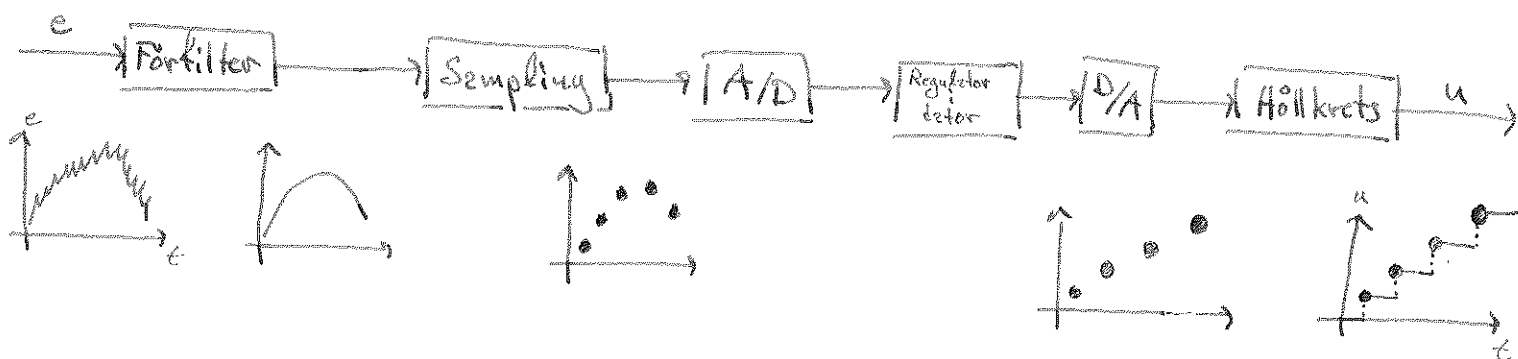 e
Förfilter
Sampling
A/D
Regulator
i
dator
D/A
Hållkrets
u
e
t
u
t